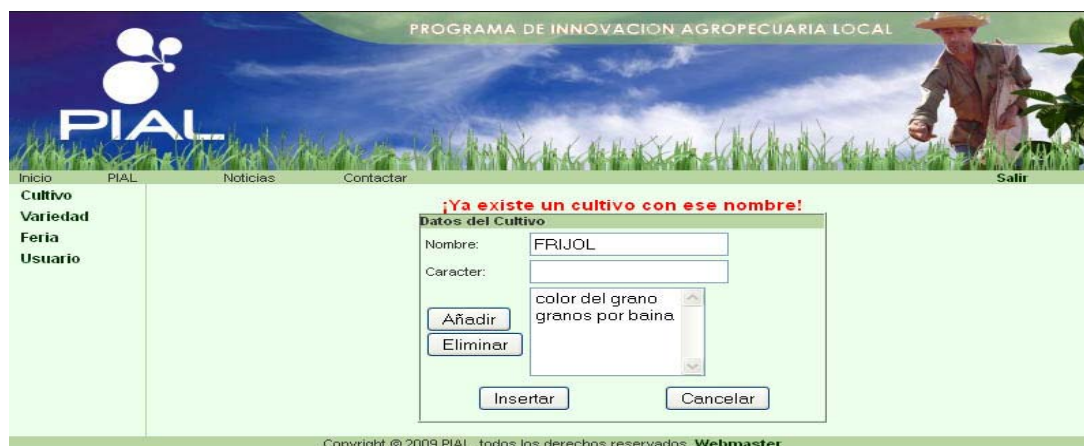 PROGRAMA DE INNOVACION AGROPECUARIA LOCAL
PIAL
Inicio PIAL Noticias Contactar Salir
Cultivo
Variedad
Feria
Usuario
¡Ya existe un cultivo con ese nombre!
Datos del Cultivo
Nombre: FRIJOL
Caracter:
color del grano
granos por baina
Añadir
Eliminar
Insertar Cancelar
Copyright © 2009 PIAL, todos los derechos reservados. Webmaster